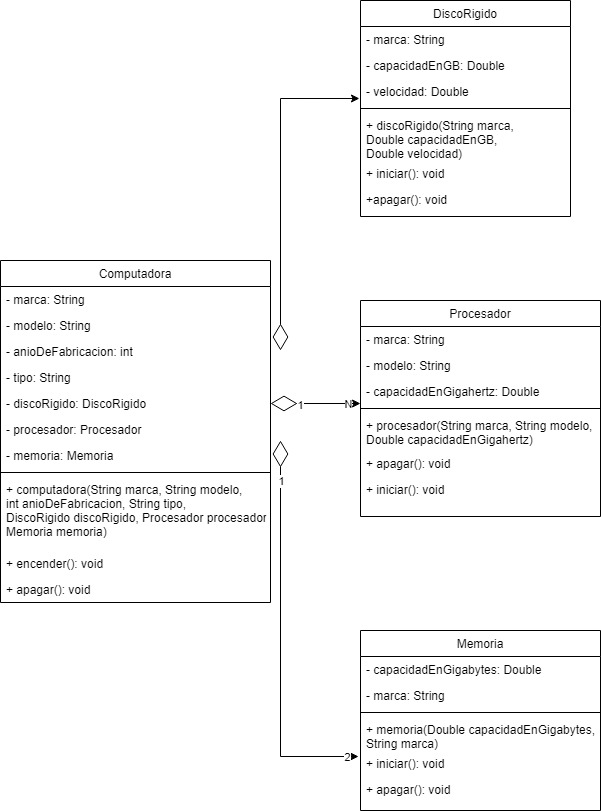 DiscoRigido
- marca: String
- capacidadEnGB: Double
- velocidad: Double
+ discoRigido(String marca,
Double capacidadEnGB,
Double velocidad)
+ iniciar(): void
+apagar(): void
Computadora
- marca: String
- modelo: String
- anioDeFabricacion: int
- tipo: String
- discoRigido: DiscoRigido
- procesador: Procesador
- memoria: Memoria
+ computadora(String marca, String modelo,
int anioDeFabricacion, String tipo,
DiscoRigido discoRigido, Procesador procesador
Memoria memoria)
+ encender(): void
+ apagar(): void
1
N
1
2
Procesador
- marca: String
- modelo: String
- capacidadEnGigahertz: Double
+ procesador(String marca, String modelo,
Double capacidadEnGigahertz)
+ apagar(): void
+ iniciar(): void
Memoria
- capacidadEnGigabytes: Double
- marca: String
+ memoria(Double capacidadEnGigabytes,
String marca)
+ iniciar(): void
+ apagar(): void